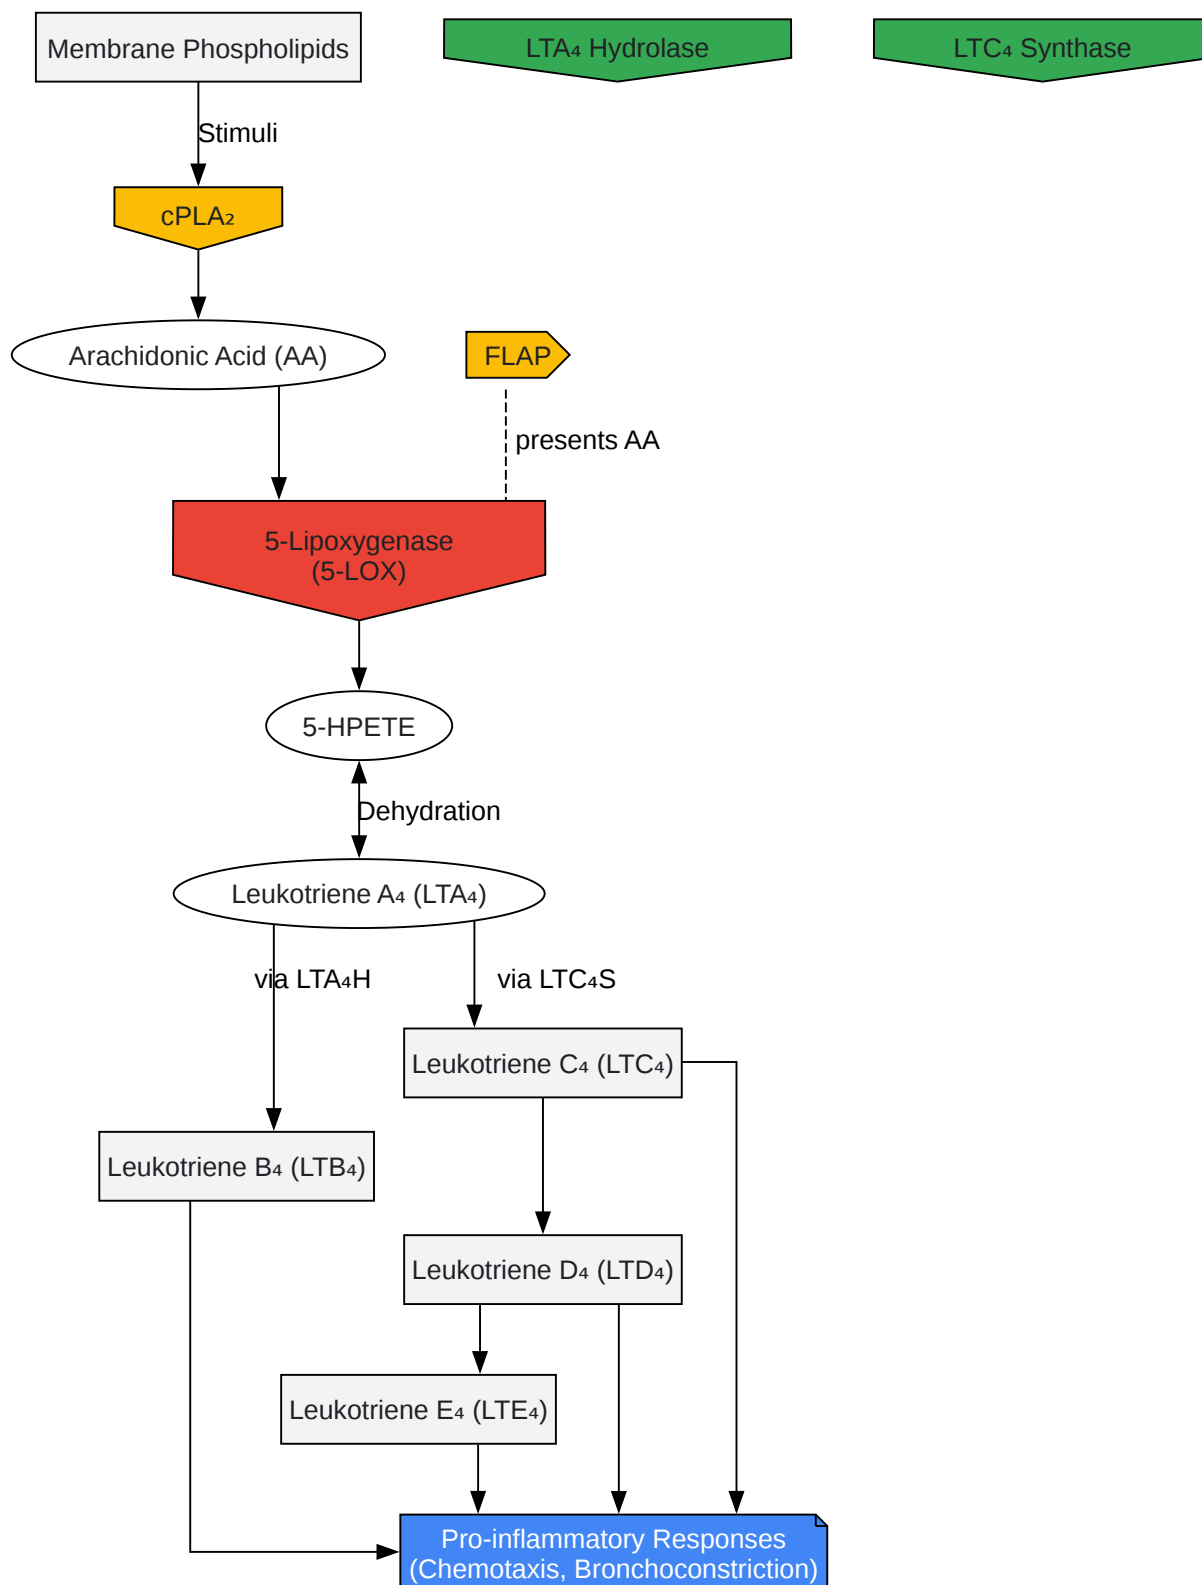 Membrane Phospholipids
LTA₄ Hydrolase
LTC₄ Synthase
Stimuli
cPLA₂
Arachidonic Acid (AA)
FLAP
presents AA
5-Lipoxygenase
(5-LOX)
5-HPETE
Dehydration
Leukotriene A₄ (LTA₄)
via LTA₄H
via LTC₄S
Leukotriene C₄ (LTC₄)
Leukotriene B₄ (LTB₄)
Leukotriene D₄ (LTD₄)
Leukotriene E₄ (LTE₄)
Pro-inflammatory Responses
(Chemotaxis, Bronchoconstriction)